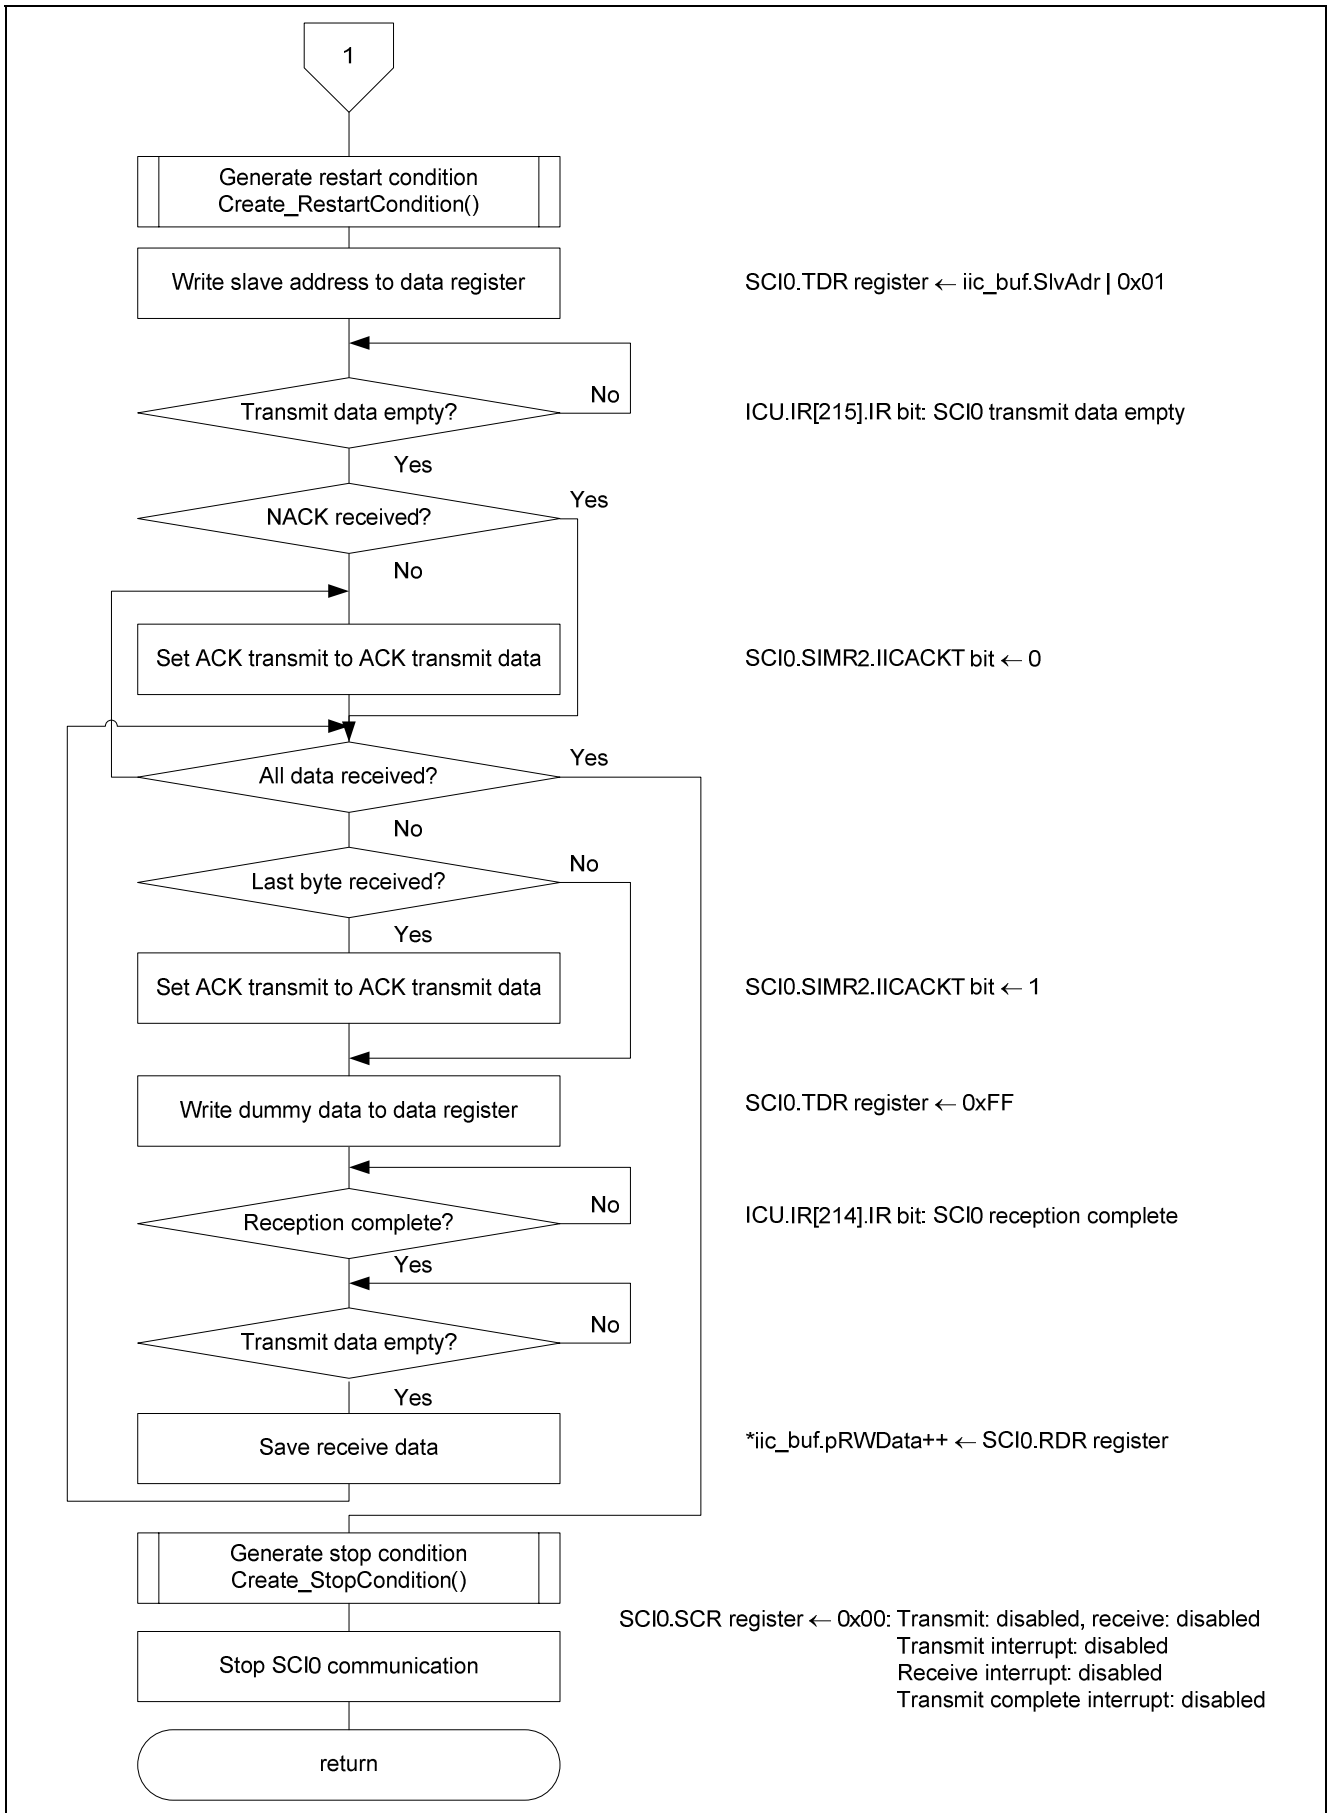 1
Generate restart condition
Create_RestartCondition()
Write slave address to data register
SCI0.TDR register ← iic_buf.SlvAdr | 0x01
No
Transmit data empty?
ICU.IR[215].IR bit: SCI0 transmit data empty
Yes
Yes
NACK received?
No
Set ACK transmit to ACK transmit data
SCI0.SIMR2.IICACKT bit ← 0
Yes
All data received?
No
No
Last byte received?
Yes
Set ACK transmit to ACK transmit data
SCI0.SIMR2.IICACKT bit ← 1
Write dummy data to data register
SCI0.TDR register ← 0xFF
No
Reception complete?
ICU.IR[214].IR bit: SCI0 reception complete
Yes
No
Transmit data empty?
Yes
Save receive data
*iic_buf.pRWData++ ← SCI0.RDR register
Generate stop condition
Create_StopCondition()
SCI0.SCR register ← 0x00: Transmit: disabled, receive: disabled
Transmit interrupt: disabled
Stop SCI0 communication
Receive interrupt: disabled
Transmit complete interrupt: disabled
return